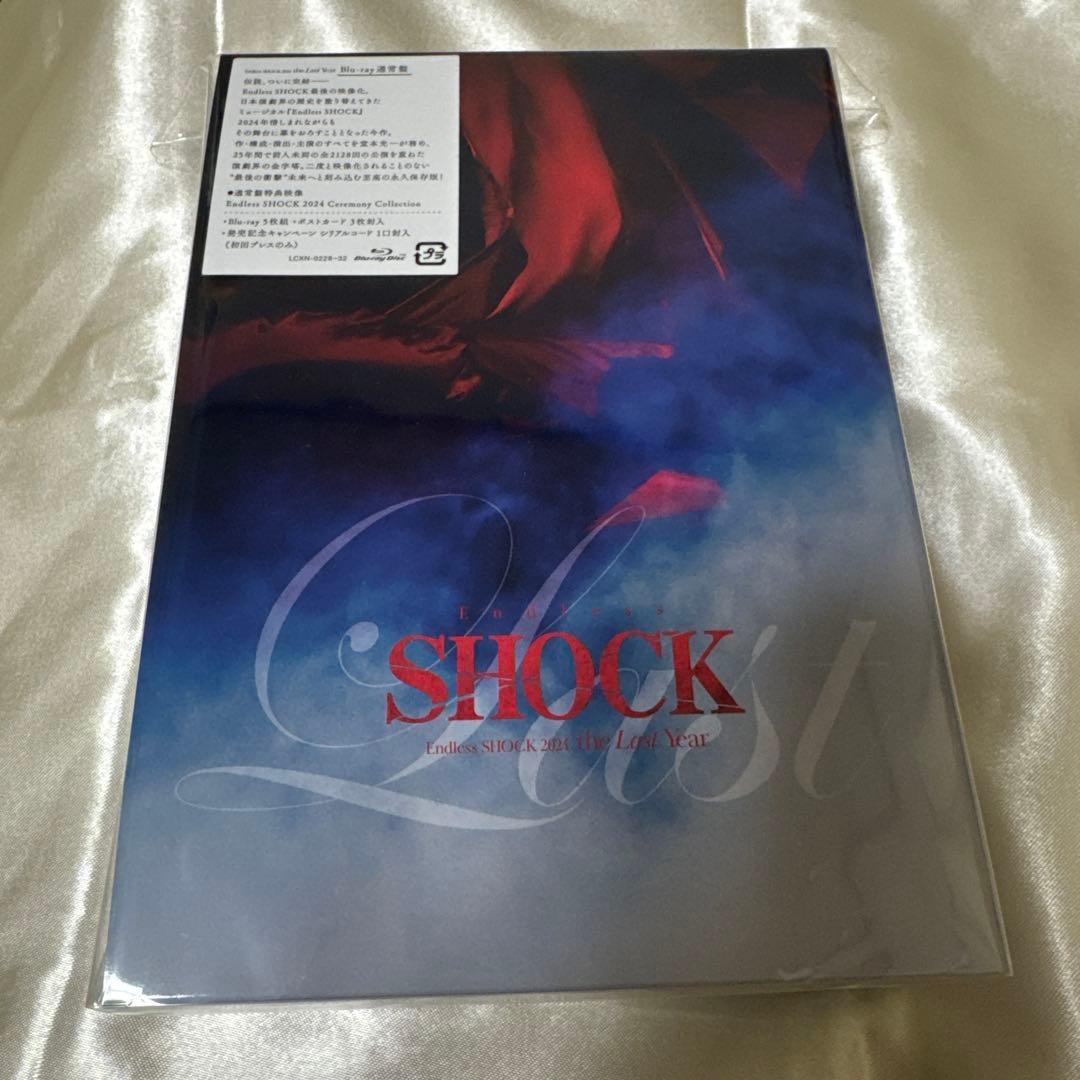 Endless SHOCK 2024 the Last Year Blu-ray 通常盤
伝説、ついに完結――
Endless SHOCK最後の映像化。
日本演劇界の歴史を塗り替えてきた
ミュージカル『Endless SHOCK』
2024年惜しまれながらも
その舞台に幕をおろすこととなった今作。
作・構成・演出・主演のすべてを堂本光一が務め、
25年間で前人未同の全2128回の公演を重ねた
演劇界の金字塔。二度と映像化されることのない
"最後の衝撃"未来へと刻み込む至高の永久保存版!
●通常盤特典映像
Endless SHOCK 2024 Ceremony Collection
・Blu-ray 5枚組 ・ポストカード 3枚封入
・発売記念キャンペーン シリアルコード 1口封入
《初回プレスのみ》
LCXN-0228~32 Blu-ray Disc プラ
Endless
SHOCK
Last
Endless SHOCK 2024 the Last Year